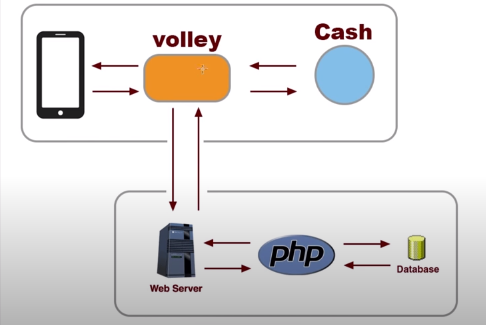 volley
Cash
php
Web Server
Database